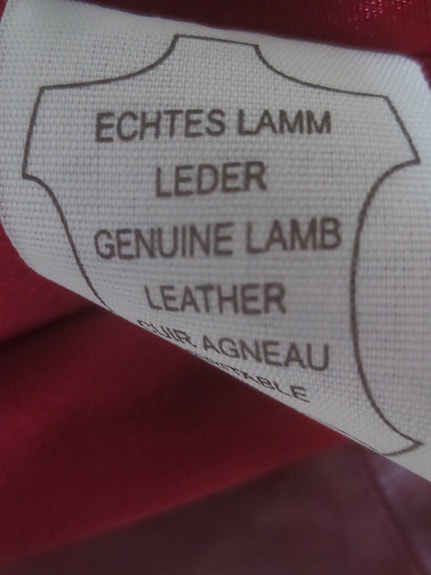 ECHTES LAMM
LEDER
GENUINE LAMB
LEATHER
CUIR AGNEAU